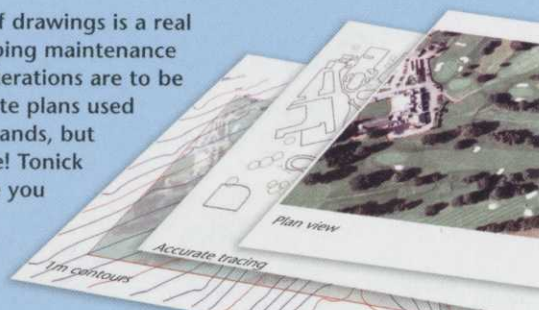 f drawings is a real
ping maintenance
terations are to be
te plans used
ands, but
e! Tonick
you
Plan view
Accurate tracing
1m contours